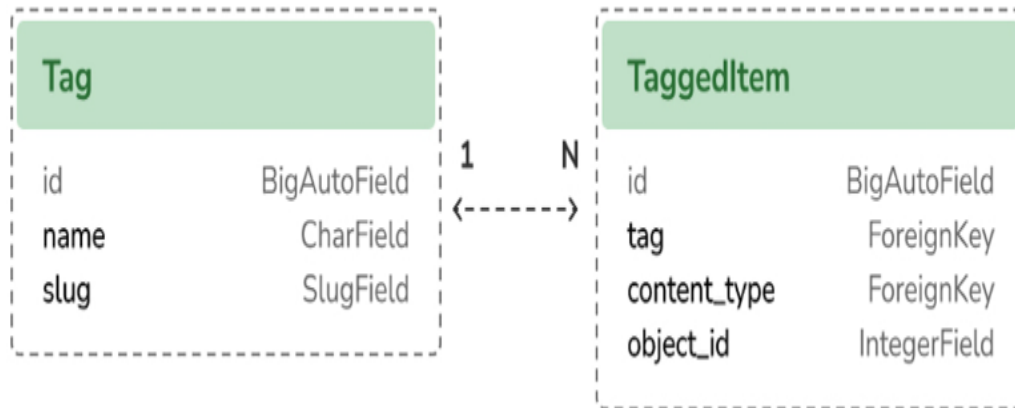 Tag
id BigAutoField
name CharField
slug SlugField
1 N
TaggedItem
id BigAutoField
tag ForeignKey
content_type ForeignKey
object_id IntegerField